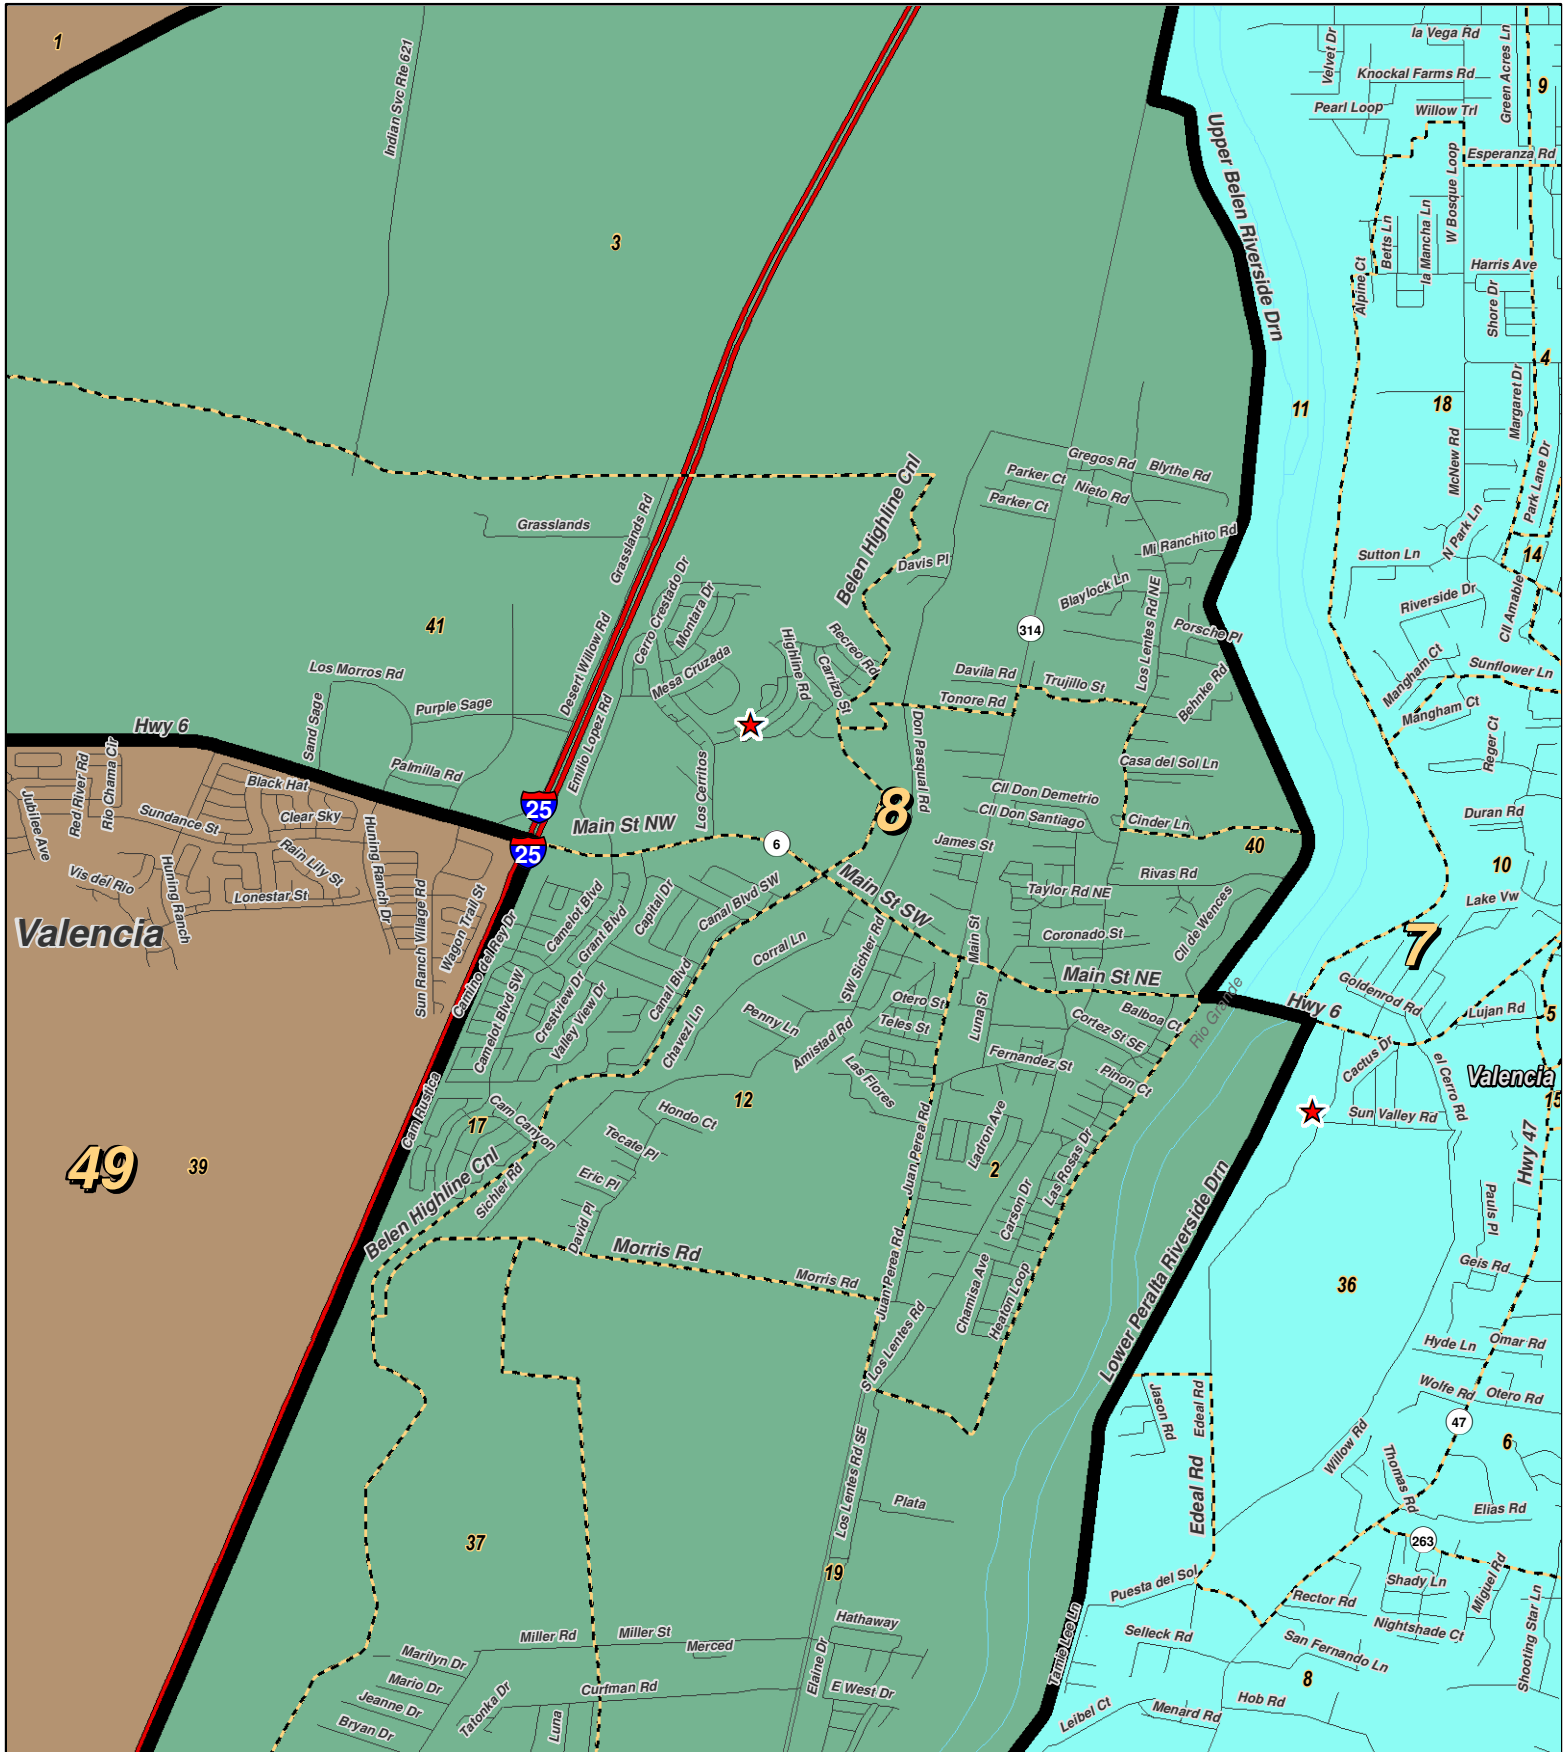 1
Indian Svc Rte 621
3
Upper Belen Riverside Drn
Velvet Dr
la Vega Rd
Green Acres Ln
Knockal Farms Rd
9
Pearl Loop
Willow Trl
Esperanza Rd
W Bosque Loop
Betts Ln
la Mancha Ln
Harris Ave
Alpine Ct
Shore Dr
4
11
18
Margaret Dr
McNew Rd
Park Lane Dr
N Park Ln
Sutton Ln
14
Riverside Dr
Cll Amable
Gregos Rd
Blythe Rd
Parker Ct
Nieto Rd
Parker Ct
Belen Highline Cnl
Grasslands
Grasslands Rd
Mi Ranchito Rd
Davis Pl
Blaylock Ln
Los Lentes Rd NE
Cerro Crestado Dr
Montara Dr
41
Desert Willow Rd
Highline Rd
Recreo Rd
314
Porsche Pl
Los Morros Rd
Mesa Cruzada
Carrizo St
Davila Rd
Trujillo St
Behnke Rd
Mangham Ct
Sunflower Ln
Sand Sage
Purple Sage
Emilio Lopez Rd
Tonore Rd
Mangham Ct
Hwy 6
Don Pasqual Rd
Reger Ct
Palmilla Rd
Los Cerritos
Casa del Sol Ln
Jubilee Ave
Red River Rd
Rio Chama Cir
Black Hat
Cll Don Demetrio
25
8
Sundance St
Clear Sky
Main St NW
Cll Don Santiago
Cinder Ln
Duran Rd
25
6
James St
40
Rain Lily St
Huning Ranch Dr
10
Vis del Rio
Huning Ranch
Lonestar St
Main St SW
Taylor Rd NE
Rivas Rd
Lake Vw
Sun Ranch Village Rd
Wagon Trail St
Camino del Rey Dr
Camelot Blvd
Grant Blvd
Capital Dr
Canal Blvd SW
Cll de Wences
Valencia
Corral Ln
SW Sichler Rd
Main St
Coronado St
7
Camelot Blvd SW
Crestview Dr
Valley View Dr
Canal Blvd
Chavez Ln
Main St NE
Goldenrod Rd
Penny Ln
Otero St
Luna St
Balboa Ct
Rio Grande
Hwy 6
Lujan Rd
5
Amistad Rd
Teles St
Cortez St SE
Cactus Dr
Las Flores
Fernandez St
Pinon Ct
el Cerro Rd
Valencia
Cam Rustica
Cam Canyon
12
15
17
Hondo Ct
Sun Valley Rd
Tecate Pl
Ladron Ave
Hwy 47
49
39
Belen Highline Cnl
Sichler Rd
Eric Pl
Juan Perea Rd
2
Las Rosas Dr
Lower Peralta Riverside Drn
David Pl
Carson Dr
Pauls Pl
Morris Rd
Morris Rd
Juan Perea Rd
Chamisa Ave
Heaton Loop
Geis Rd
36
S Los Lentes Rd
Hyde Ln
Omar Rd
Jason Rd
Edeal Rd
Wolfe Rd
Otero Rd
Los Lentes Rd SE
Edeal Rd
Willow Rd
47
Thomas Rd
6
Plata
Elias Rd
37
263
19
Puesta del Sol
Shady Ln
Miguel Rd
Hathaway
Rector Rd
Shooting Star Ln
Miller Rd
Miller St
Merced
Tamie Lee Ln
Selleck Rd
Nightshade Ct
Marilyn Dr
San Fernando Ln
Mario Dr
Elaine Dr
8
Jeanne Dr
Tatonka Dr
Curfman Rd
E West Dr
Hob Rd
Bryan Dr
Luna
Leibel Ct
Menard Rd